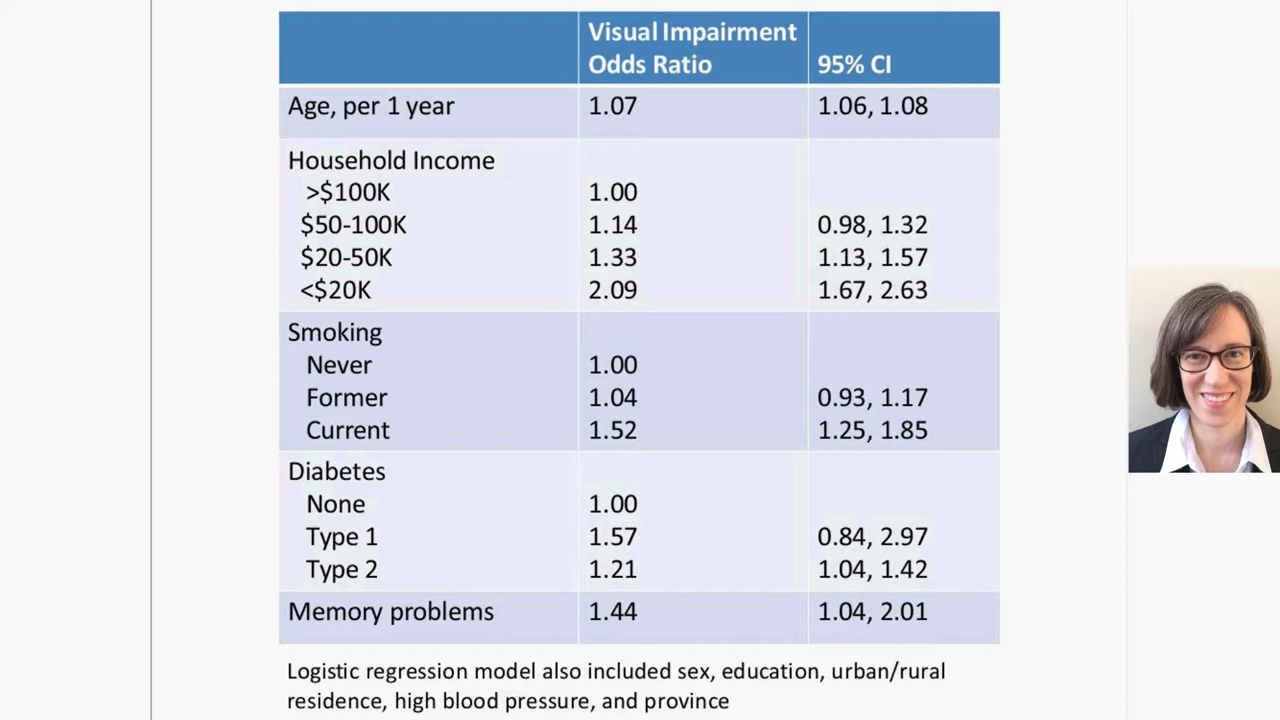 Visual Impairment
Odds Ratio 95% CI
Age, per 1 year 1.07 1.06, 1.08
Household Income
>$100K 1.00
$50-100K 1.14 0.98, 1.32
$20-50K 1.33 1.13, 1.57
<$20K 2.09 1.67, 2.63
Smoking
Never 1.00
Former 1.04 0.93, 1.17
Current 1.52 1.25, 1.85
Diabetes
None 1.00
Type 1 1.57 0.84, 2.97
Type 2 1.21 1.04, 1.42
Memory problems 1.44 1.04, 2.01
Logistic regression model also included sex, education, urban/rural
residence, high blood pressure, and province